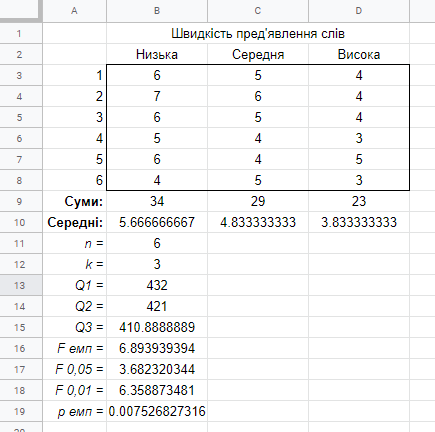 A B C D
1 Швидкість пред'явлення слів
2 Низька Середня Висока
3 1 6 5 4
4 2 7 6 4
5 3 6 5 4
6 4 5 4 3
7 5 6 4 5
8 6 4 5 3
9 Суми: 34 29 23
10 Середні: 5.666666667 4.833333333 3.833333333
11 n = 6
12 k = 3
13 Q1 = 432
14 Q2 = 421
15 Q3 = 410.8888889
16 F емп = 6.893939394
17 F 0,05 = 3.682320344
18 F 0,01 = 6.358873481
19 p емп = 0.007526827316